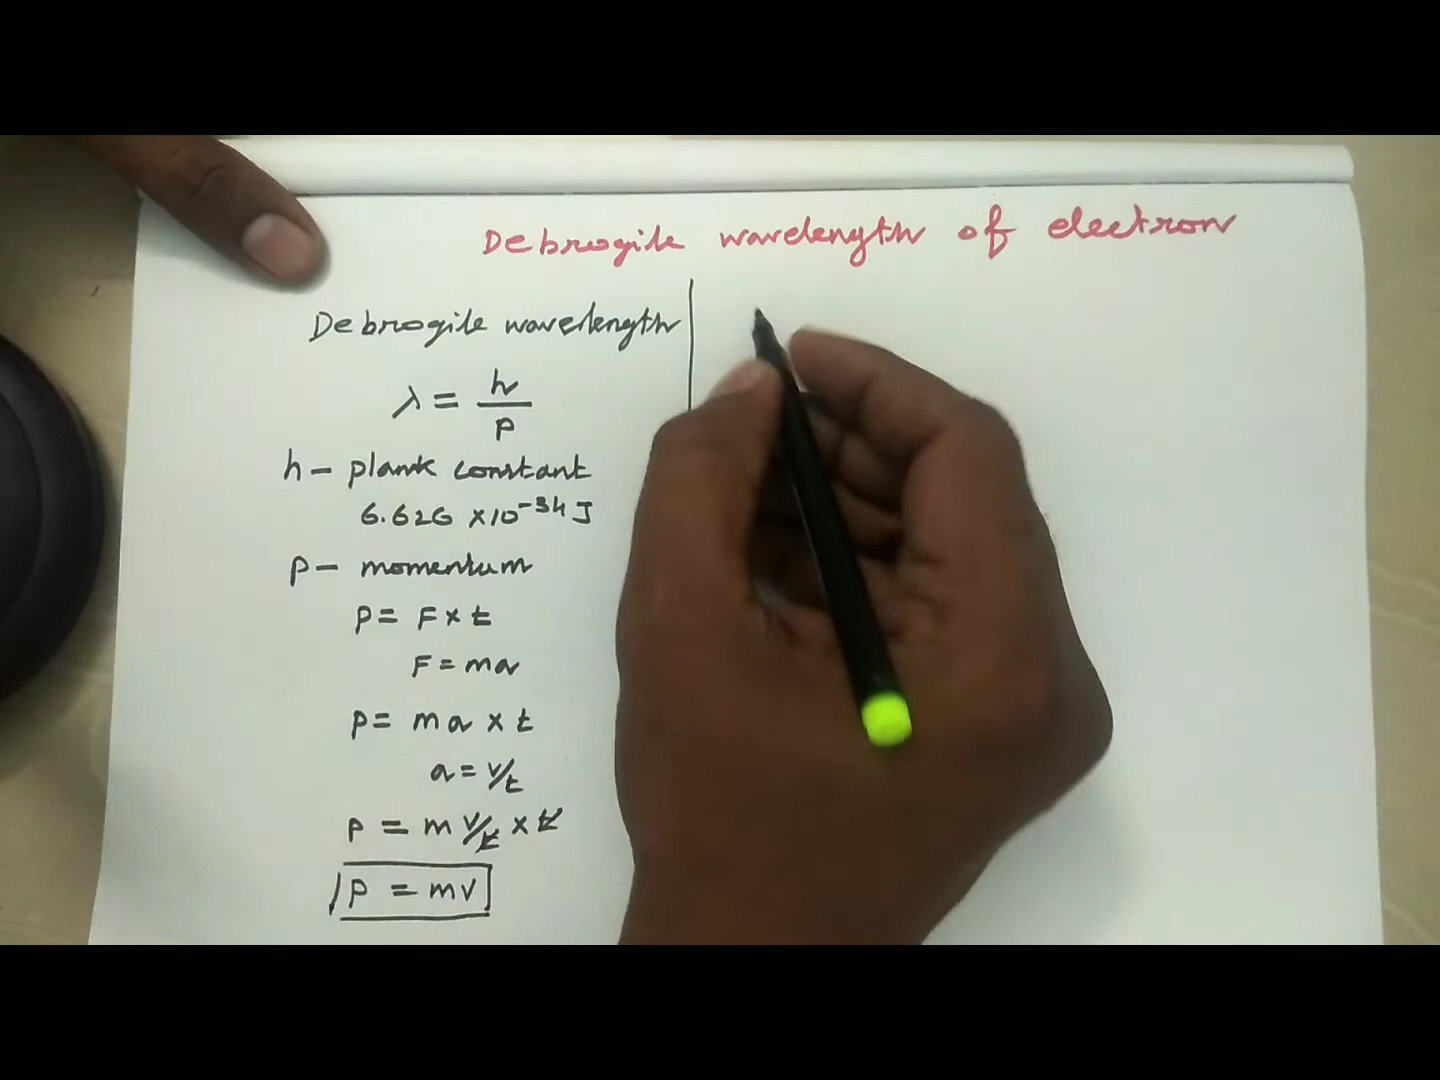 Debrogile wavelength of electron
Debrogile wavelength
λ = h/P
h - plank constant
6.626 ×10⁻³⁴ J
P - momentum
P = F × t
F = ma
P = ma × t
a = v/t
P = m v/t × t
P = mv